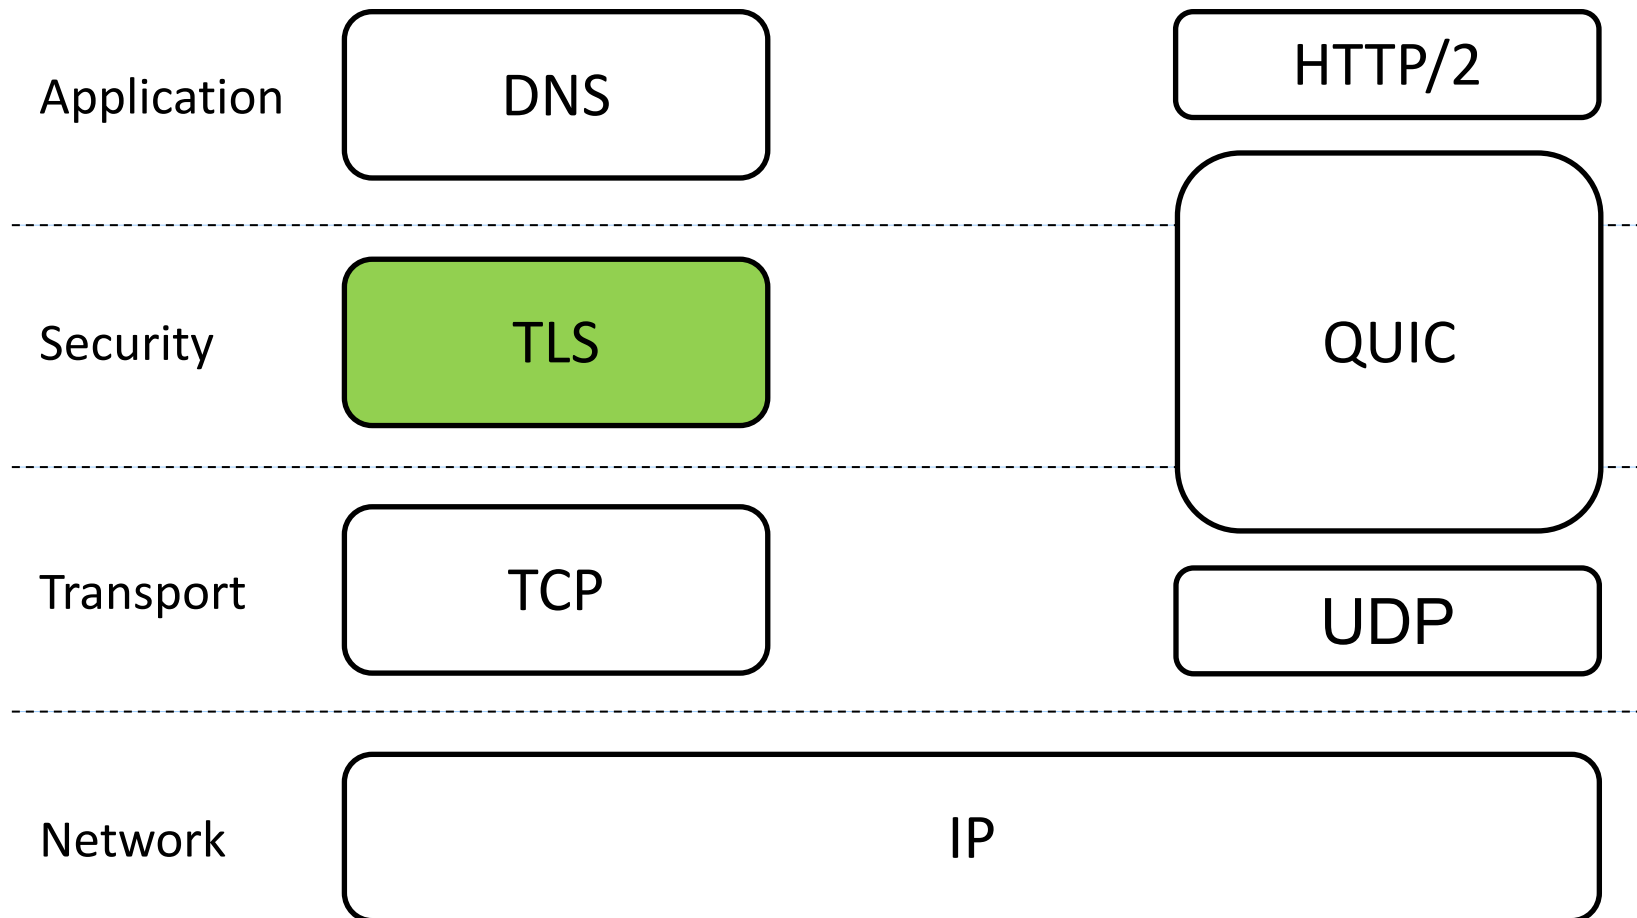 Application
DNS
HTTP/2
Security
TLS
QUIC
Transport
TCP
UDP
Network
IP